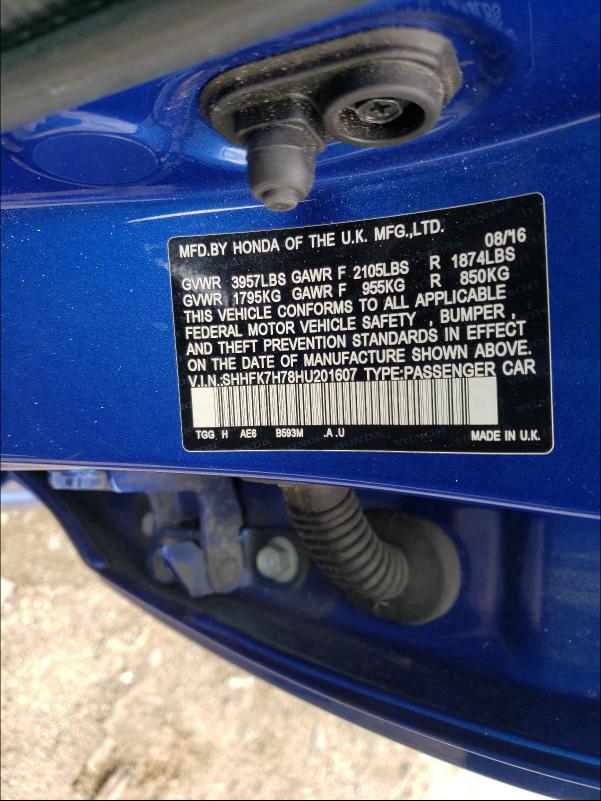 MFD.BY HONDA OF THE U.K. MFG.,LTD. 08/16
GVWR 3957LBS GAWR F 2105LBS R 1874LBS
GVWR 1795KG GAWR F 955KG R 850KG
THIS VEHICLE CONFORMS TO ALL APPLICABLE
FEDERAL MOTOR VEHICLE SAFETY , BUMPER ,
AND THEFT PREVENTION STANDARDS IN EFFECT
ON THE DATE OF MANUFACTURE SHOWN ABOVE.
V.I.N.:SHHFK7H78HU201607 TYPE:PASSENGER CAR
TGG H AE6 B593M .A .U MADE IN U.K.